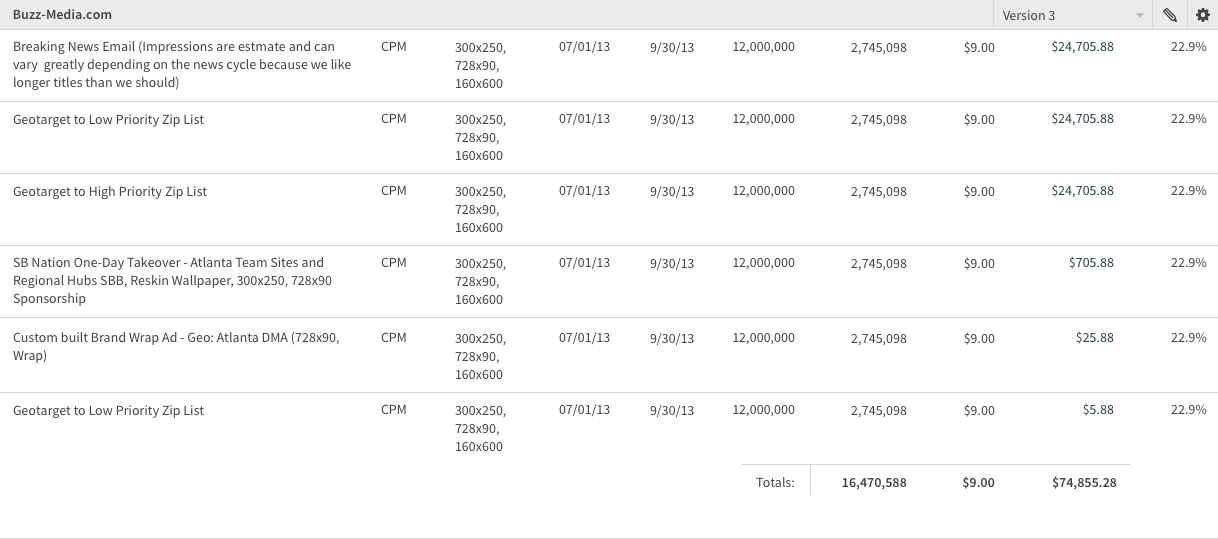 Buzz-Media.com Version 3
Breaking News Email (Impressions are estmate and can CPM 300x250, 07/01/13 9/30/13 12,000,000 2,745,098 $9.00 $24,705.88 22.9%
vary greatly depending on the news cycle because we like 728x90,
longer titles than we should) 160x600
Geotarget to Low Priority Zip List CPM 300x250, 07/01/13 9/30/13 12,000,000 2,745,098 $9.00 $24,705.88 22.9%
728x90,
160x600
Geotarget to High Priority Zip List CPM 300x250, 07/01/13 9/30/13 12,000,000 2,745,098 $9.00 $24,705.88 22.9%
728x90,
160x600
SB Nation One-Day Takeover - Atlanta Team Sites and CPM 300x250, 07/01/13 9/30/13 12,000,000 2,745,098 $9.00 $705.88 22.9%
Regional Hubs SBB, Reskin Wallpaper, 300x250, 728x90 728x90,
Sponsorship 160x600
Custom built Brand Wrap Ad - Geo: Atlanta DMA (728x90, CPM 300x250, 07/01/13 9/30/13 12,000,000 2,745,098 $9.00 $25.88 22.9%
Wrap) 728x90,
160x600
Geotarget to Low Priority Zip List CPM 300x250, 07/01/13 9/30/13 12,000,000 2,745,098 $9.00 $5.88 22.9%
728x90,
160x600
Totals: 16,470,588 $9.00 $74,855.28